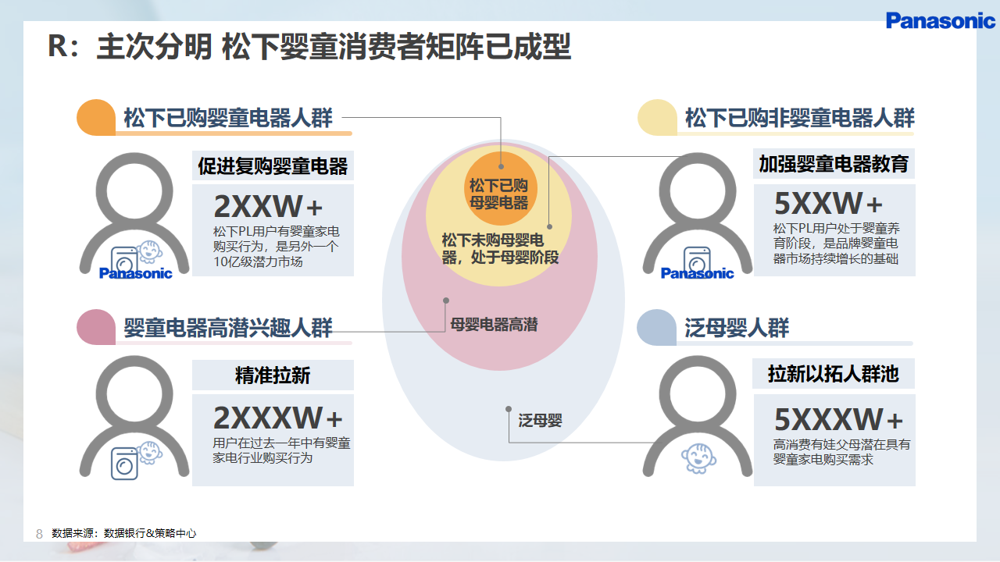 Panasonic
R：主次分明 松下婴童消费者矩阵已成型
松下已购婴童电器人群
促进复购婴童电器
2XXW+
松下PL用户有婴童家电
购买行为，是另外一个
10亿级潜力市场
Panasonic
松下已购非婴童电器人群
加强婴童电器教育
5XXW+
松下PL用户处于婴童养
育阶段，是品牌婴童电
器市场持续增长的基础
Panasonic
松下已购
母婴电器
松下未购母婴电
器，处于母婴阶段
母婴电器高潜
泛母婴
婴童电器高潜兴趣人群
精准拉新
2XXXW+
用户在过去一年中有婴童
家电行业购买行为
泛母婴人群
拉新以拓人群池
5XXXW+
高消费有娃父母潜在具有
婴童家电购买需求
8
数据来源：数据银行&策略中心